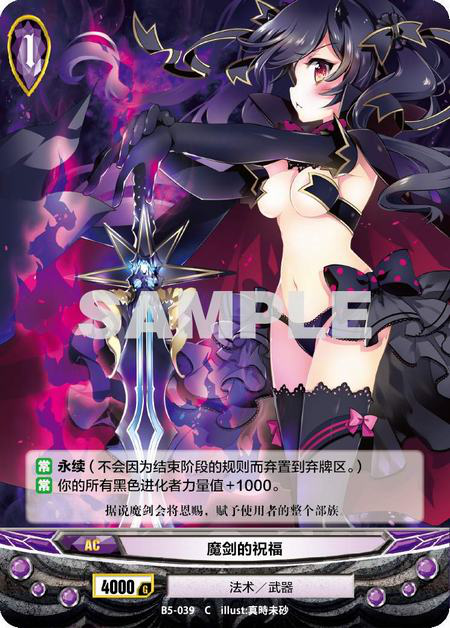 1
SAMPLE
常 永续（不会因为结束阶段的规则而弃置到弃牌区。）
常 你的所有黑色进化者力量值+1000。
据说魔剑会将恩赐，赋予使用者的整个部族
AC 魔剑的祝福
4000 G 法术／武器
B5-039 C illust:真時未砂